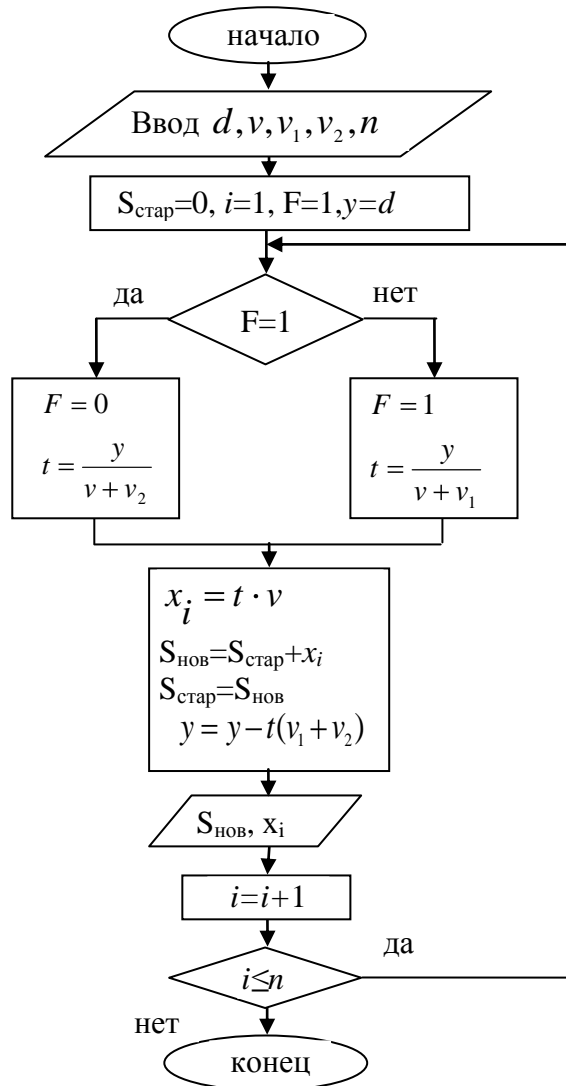 начало
Ввод d, v, v₁, v₂, n
Sстар=0, i=1, F=1, y=d
да
нет
F=1
F = 0
t = y / (v + v₂)
F = 1
t = y / (v + v₁)
xᵢ = t · v
Sнов=Sстар+xᵢ
Sстар=Sнов
y = y − t(v₁ + v₂)
Sнов, xᵢ
i=i+1
да
i≤n
нет
конец